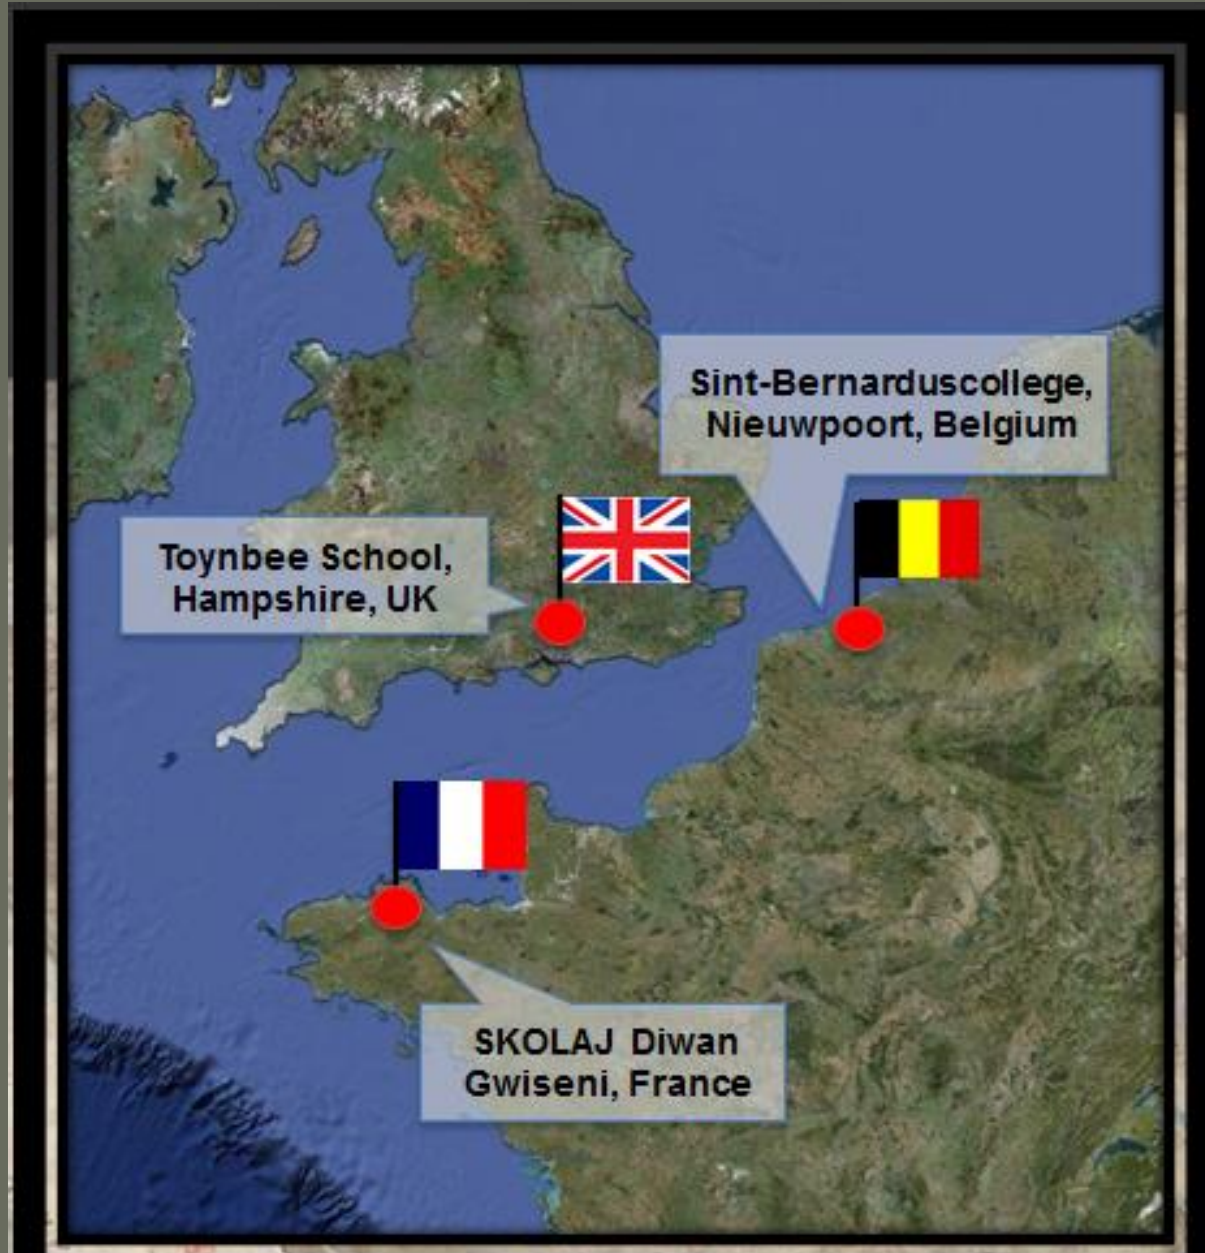 Sint-Bernarduscollege,
Nieuwpoort, Belgium
Toynbee School,
Hampshire, UK
SKOLAJ Diwan
Gwiseni, France